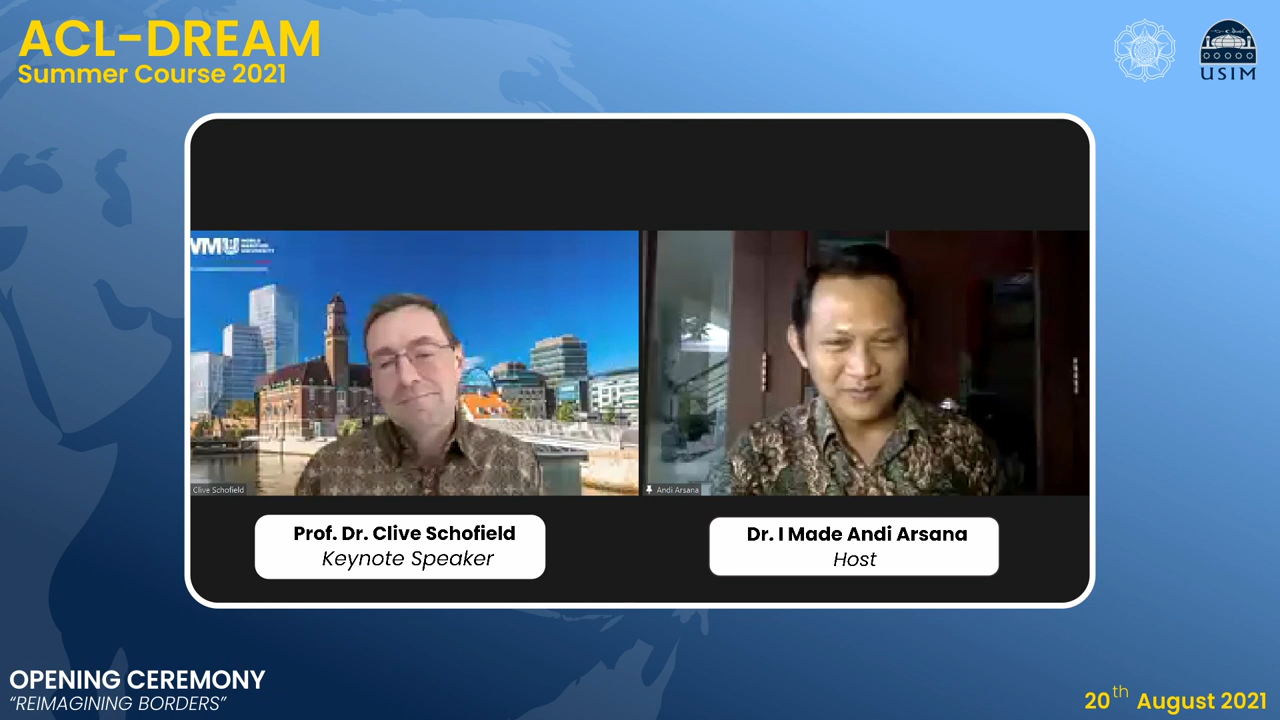 ACL-DREAM
Summer Course 2021
USIM
WMU WORLD
MARITIME
UNIVERSITY
Clive Schofield
Andi Arsana
Prof. Dr. Clive Schofield
Keynote Speaker
Dr. I Made Andi Arsana
Host
OPENING CEREMONY
“REIMAGINING BORDERS”
20th August 2021